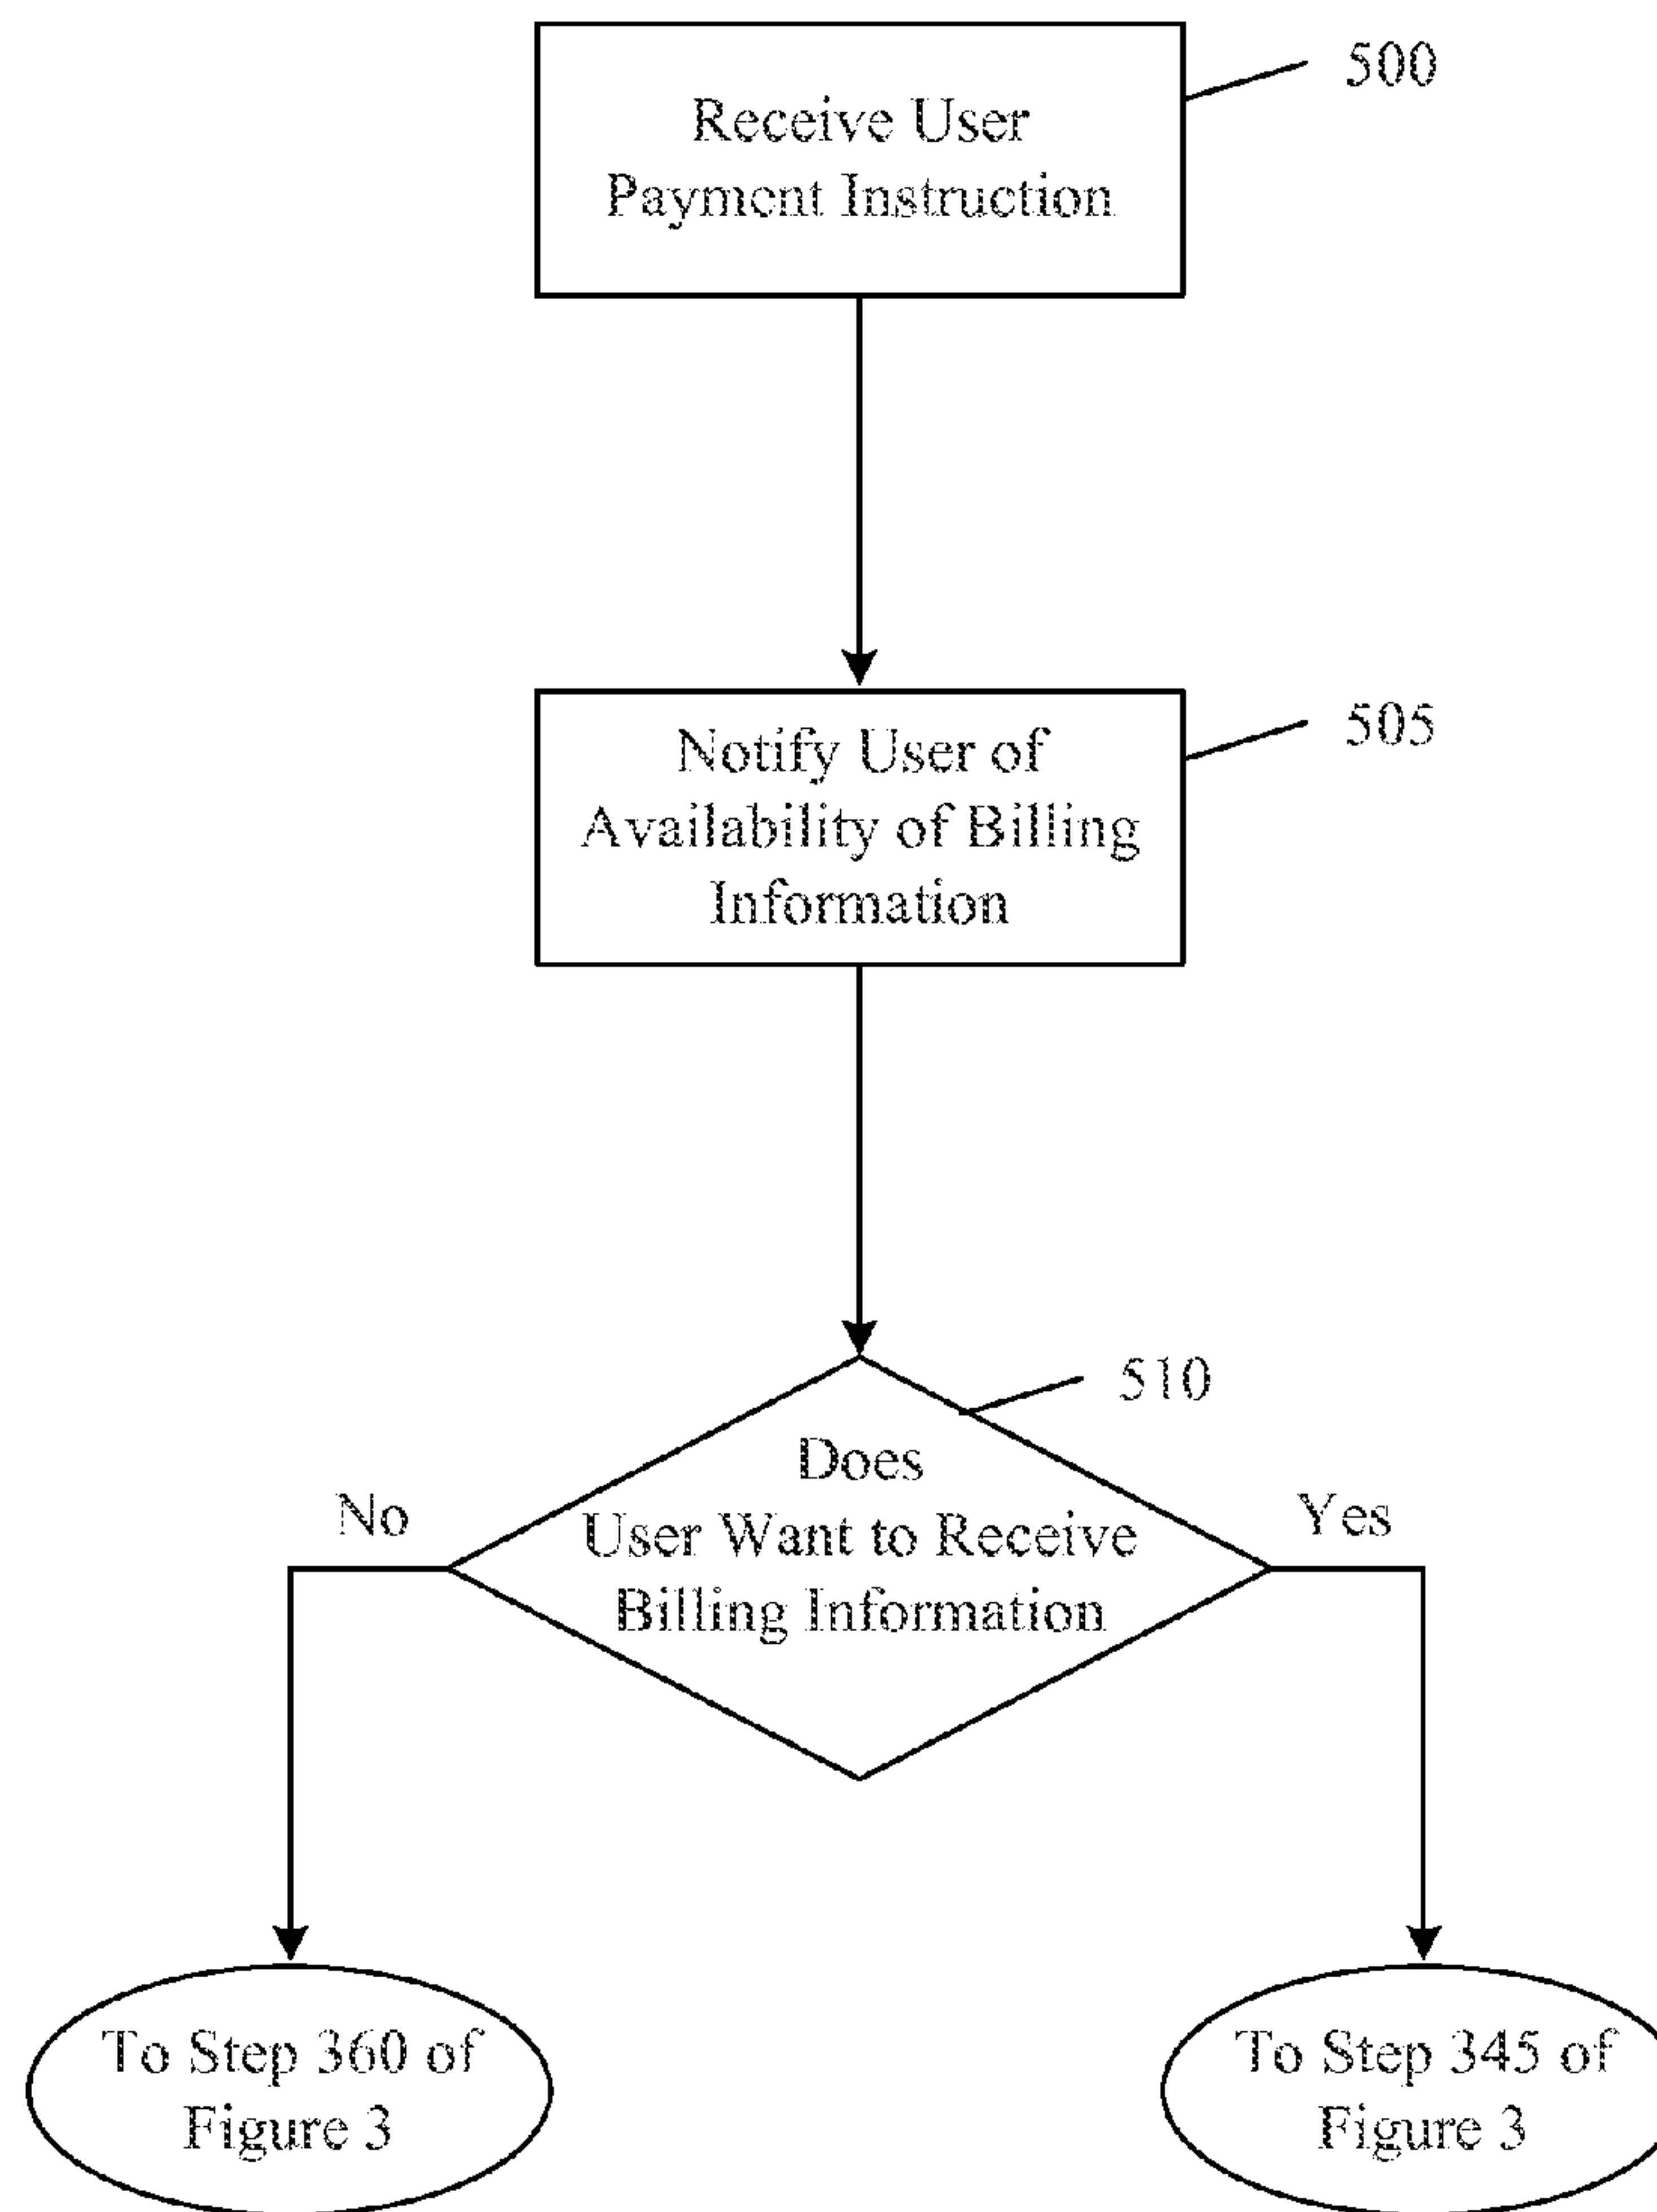 500
Receive User
Payment Instruction
505
Notify User of
Availability of Billing
Information
510
Does
User Want to Receive
Billing Information
No
Yes
To Step 360 of
Figure 3
To Step 345 of
Figure 3